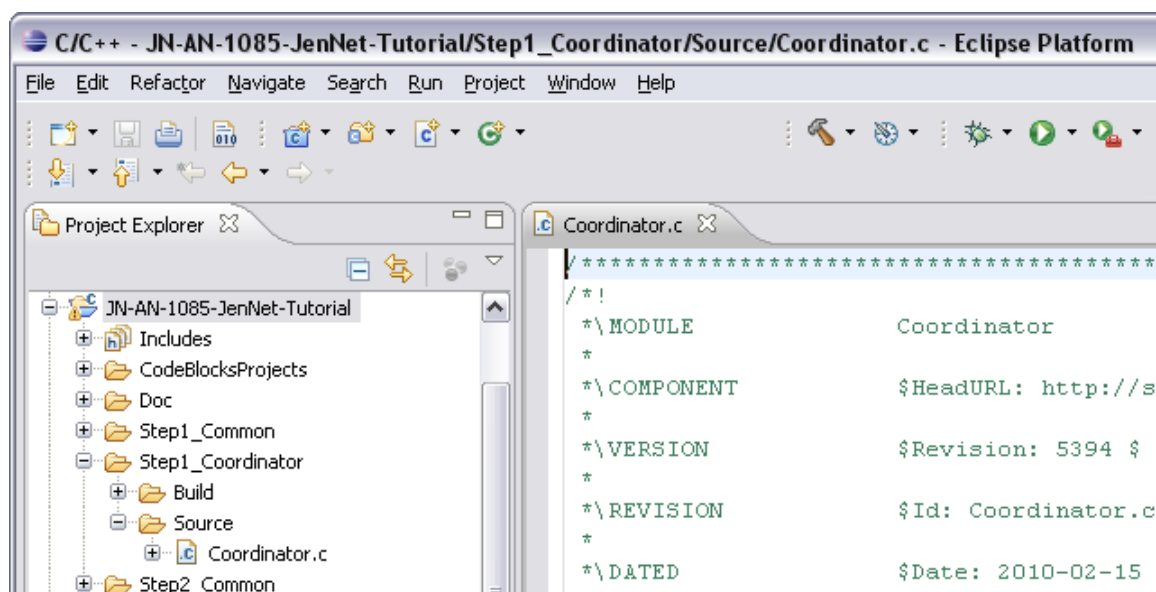 C/C++ - JN-AN-1085-JenNet-Tutorial/Step1_Coordinator/Source/Coordinator.c - Eclipse Platform
File Edit Refactor Navigate Search Run Project Window Help
010
Project Explorer
JN-AN-1085-JenNet-Tutorial
Includes
CodeBlocksProjects
Doc
Step1_Common
Step1_Coordinator
Build
Source
Coordinator.c
Step2_Common
Coordinator.c
/****************************************
/*!
*\MODULE Coordinator
*
*\COMPONENT $HeadURL: http://s
*
*\VERSION $Revision: 5394 $
*
*\REVISION $Id: Coordinator.c
*
*\DATED $Date: 2010-02-15